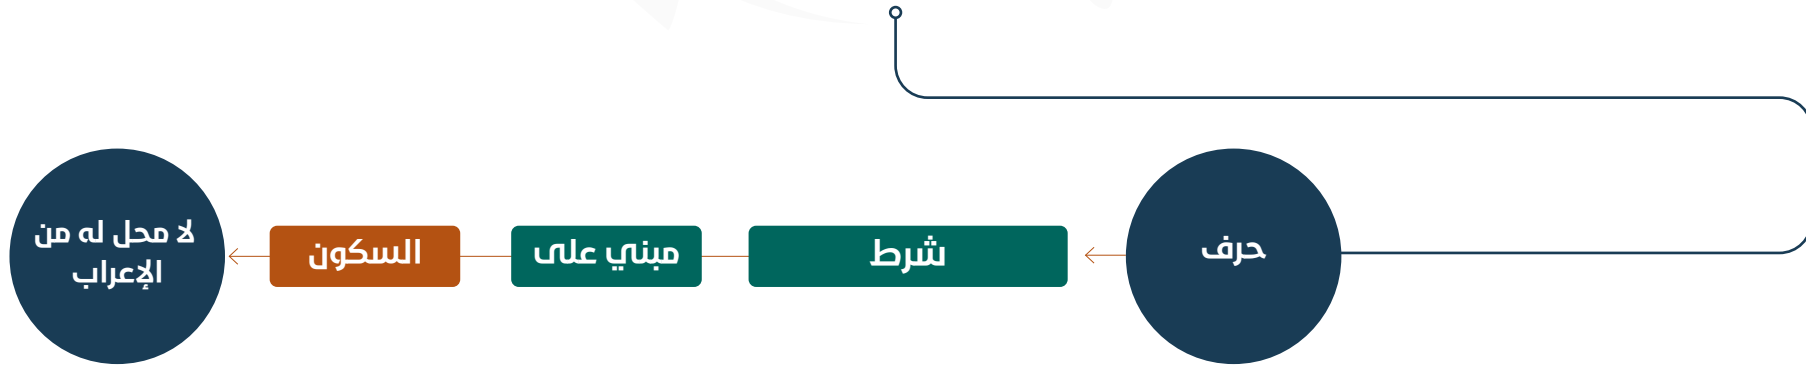 حرف
شرط
مبني على
السكون
لا محل له من
الإعراب